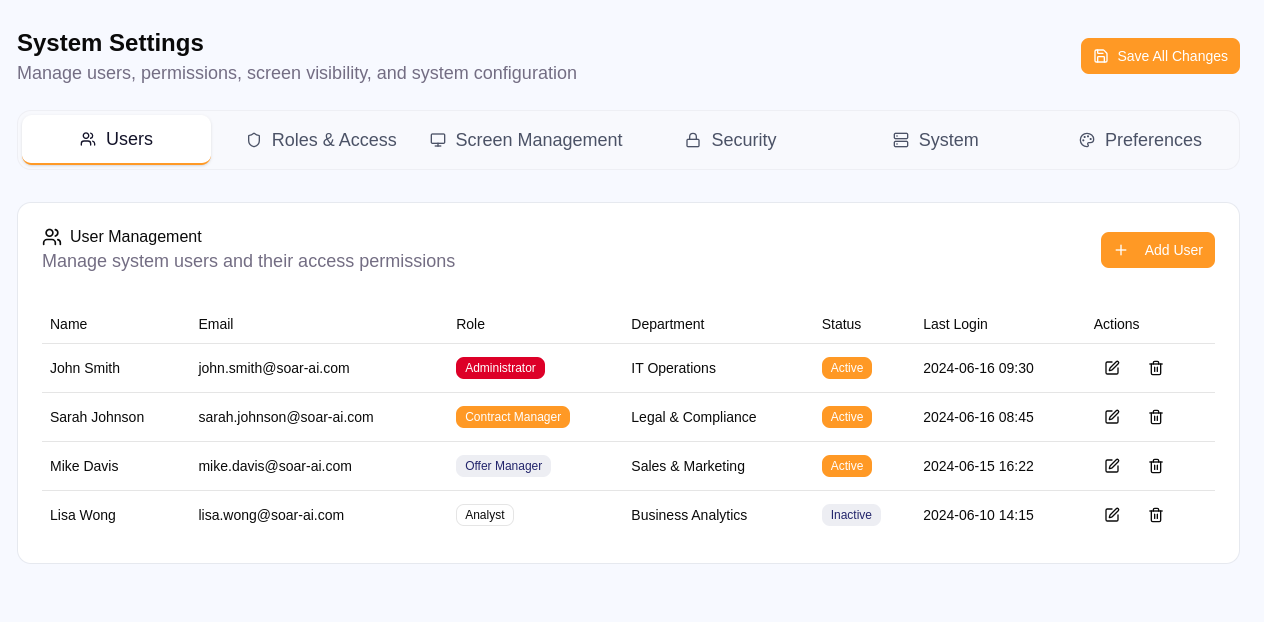 System Settings
Manage users, permissions, screen visibility, and system configuration
Save All Changes
Users Roles & Access Screen Management Security System Preferences
User Management
Manage system users and their access permissions
Add User
Name Email Role Department Status Last Login Actions
John Smith john.smith@soar-ai.com Administrator IT Operations Active 2024-06-16 09:30
Sarah Johnson sarah.johnson@soar-ai.com Contract Manager Legal & Compliance Active 2024-06-16 08:45
Mike Davis mike.davis@soar-ai.com Offer Manager Sales & Marketing Active 2024-06-15 16:22
Lisa Wong lisa.wong@soar-ai.com Analyst Business Analytics Inactive 2024-06-10 14:15